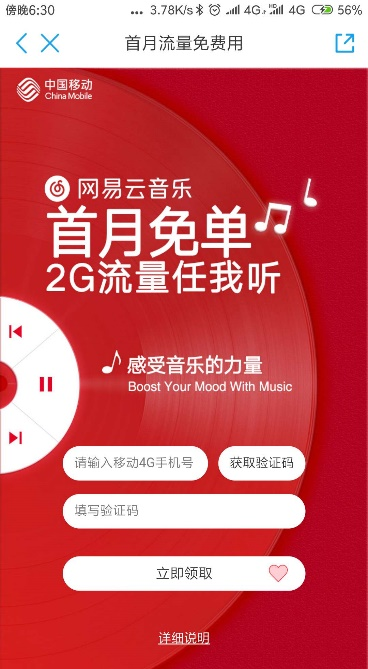 傍晚6:30
... 3.78K/s 4G HD 4G 56%
首月流量免费用
中国移动
China Mobile
网易云音乐
首月免单
2G流量任我听
感受音乐的力量
Boost Your Mood With Music
请输入移动4G手机号
获取验证码
填写验证码
立即领取
详细说明